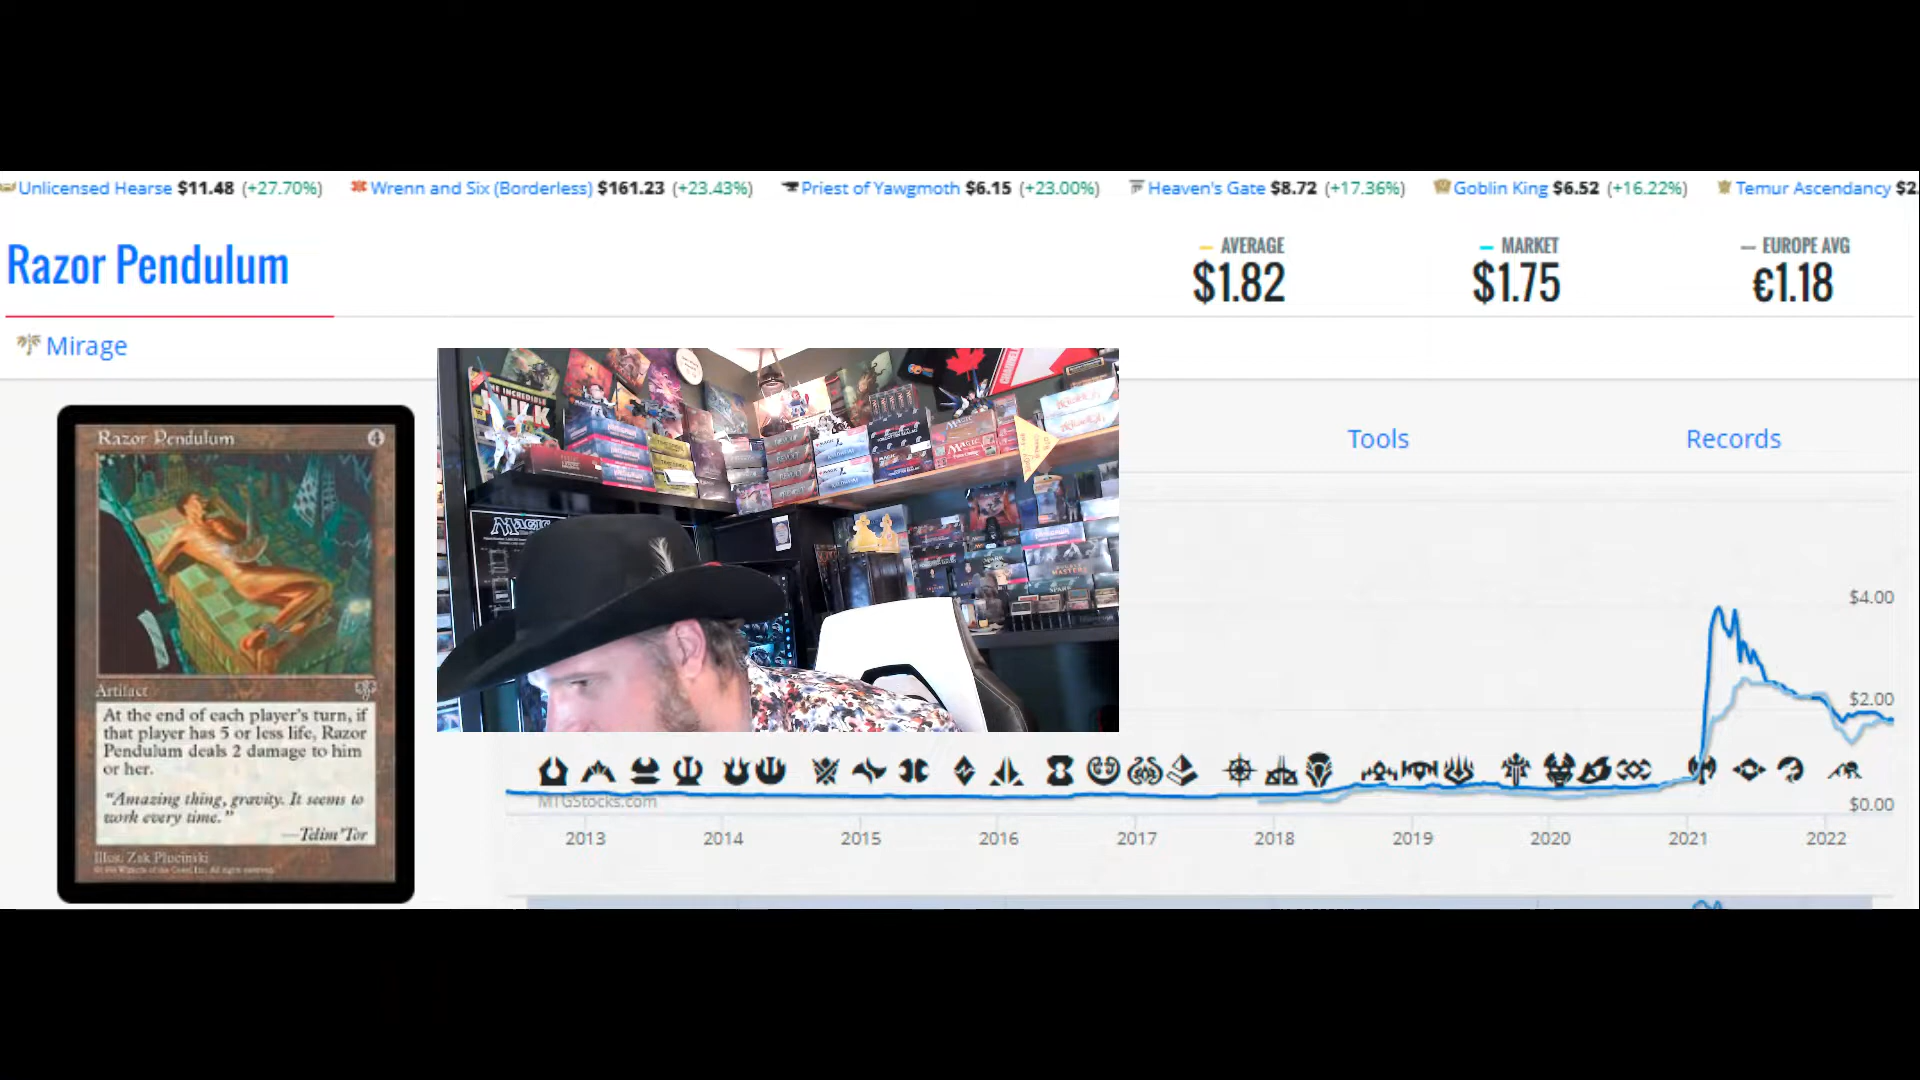 Unlicensed Hearse $11.48 (+27.70%) Wrenn and Six (Borderless) $161.23 (+23.43%) Priest of Yawgmoth $6.15 (+23.00%) Heaven's Gate $8.72 (+17.36%) Goblin King $6.52 (+16.22%) Temur Ascendancy $2
Razor Pendulum
AVERAGE
$1.82
MARKET
$1.75
EUROPE AVG
€1.18
Mirage
Tools
Records
Razor Pendulum 4
Artifact
At the end of each player's turn, if
that player has 5 or less life, Razor
Pendulum deals 2 damage to him
or her.
"Amazing thing, gravity. It seems to
work every time."
—Telim'Tor
Illus. Zak Plucinski
INCREDIBLE
HULK
MAGIC
$4.00
$2.00
$0.00
MTGStocks.com
2013 2014 2015 2016 2017 2018 2019 2020 2021 2022